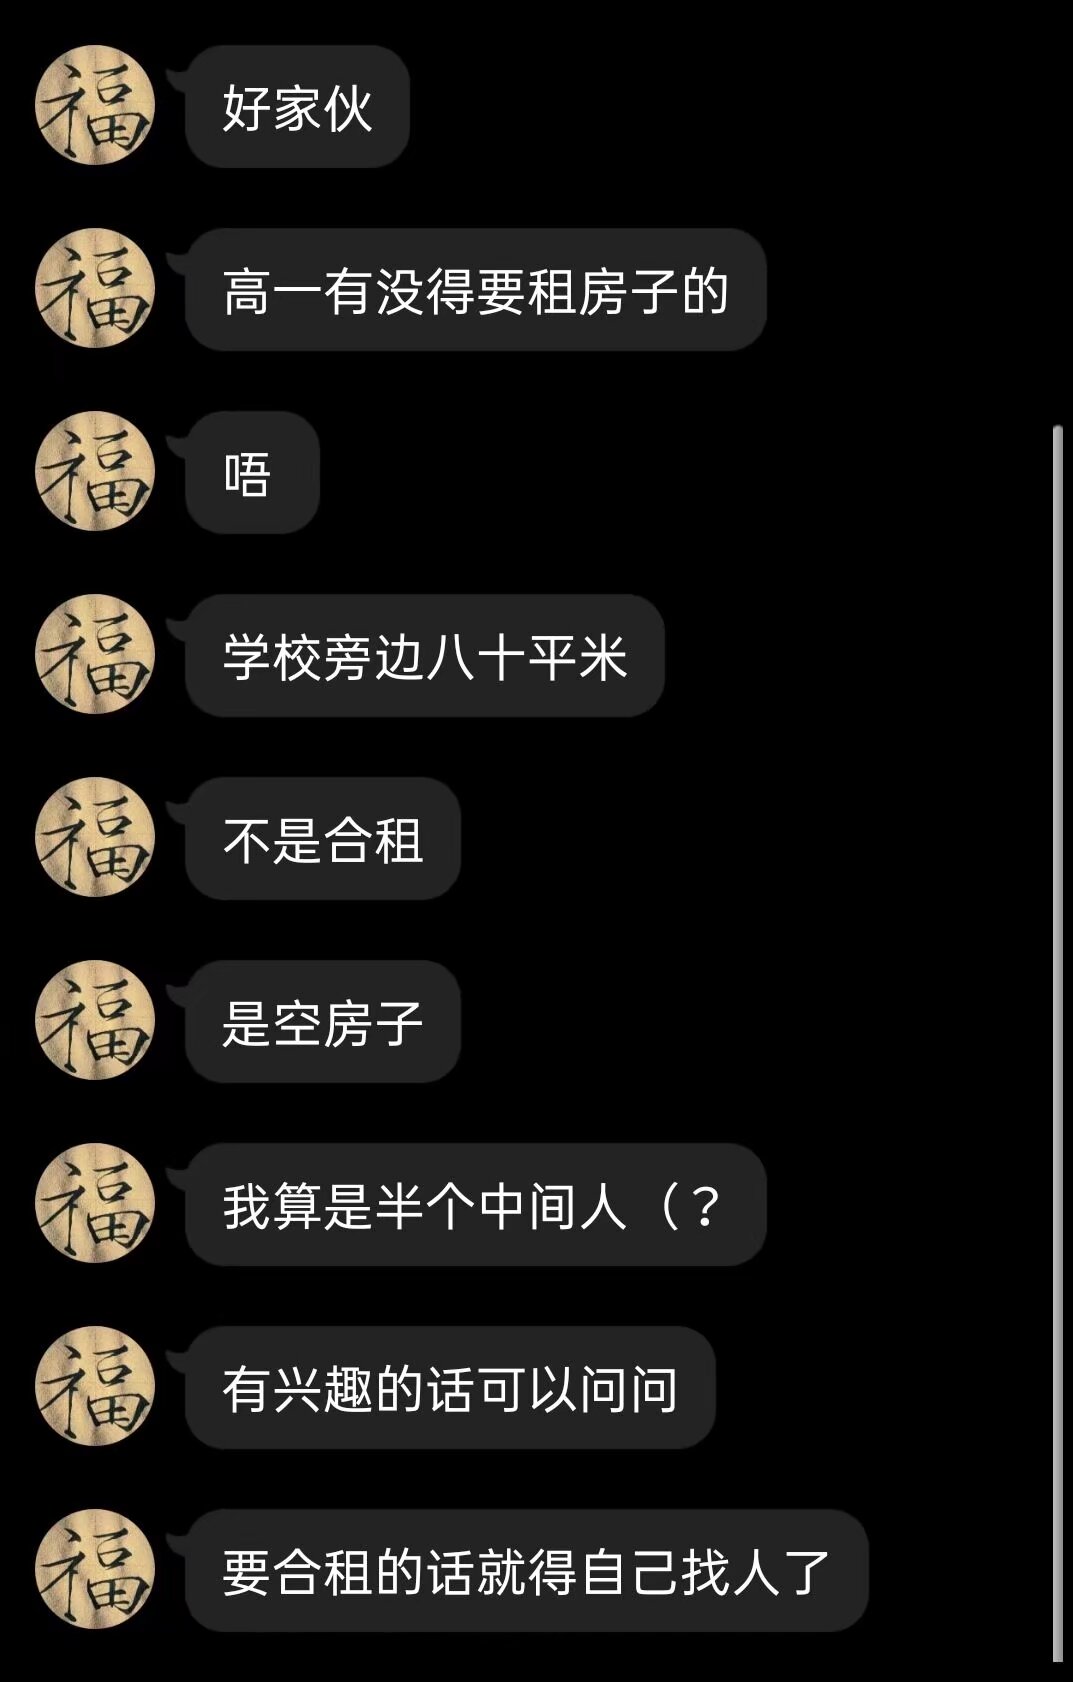 福
好家伙
福
高一有没得要租房子的
福
唔
福
学校旁边八十平米
福
不是合租
福
是空房子
福
我算是半个中间人（？
福
有兴趣的话可以问问
福
要合租的话就得自己找人了